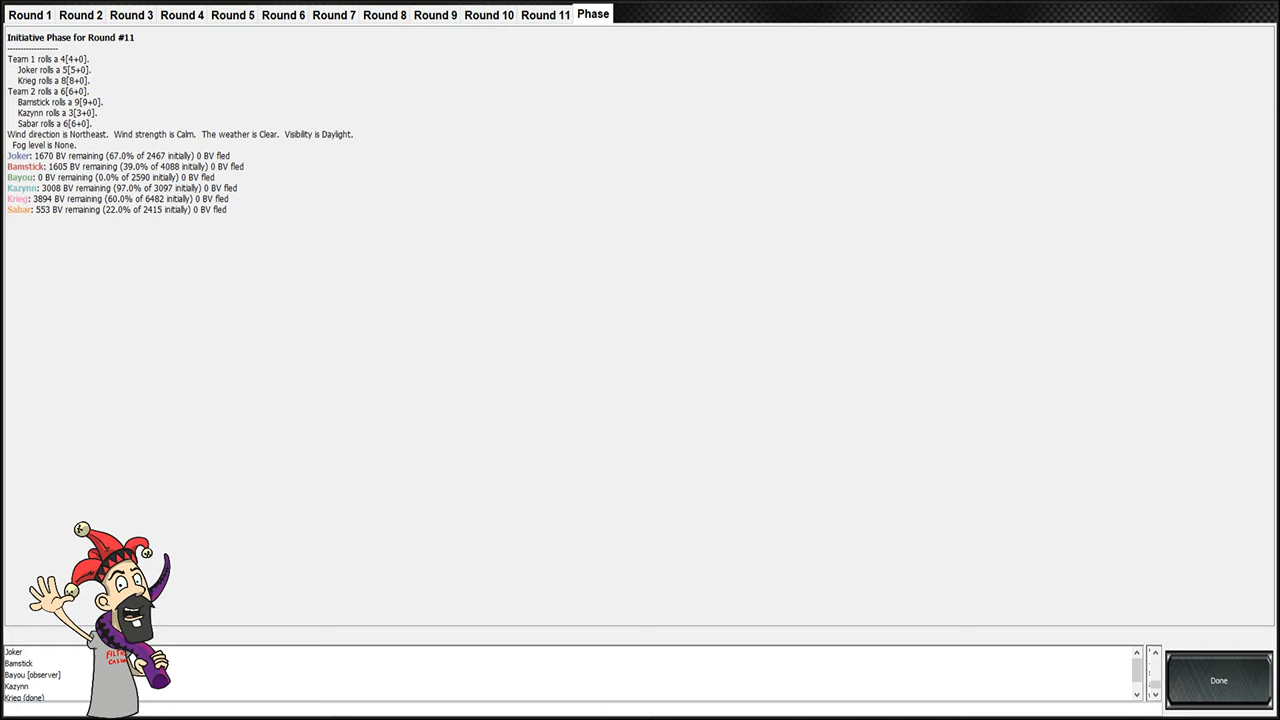 Round 1 Round 2 Round 3 Round 4 Round 5 Round 6 Round 7 Round 8 Round 9 Round 10 Round 11 Phase
Initiative Phase for Round #11
-------------------
Team 1 rolls a 4[4+0].
Joker rolls a 5[5+0].
Krieg rolls a 8[8+0].
Team 2 rolls a 6[6+0].
Bamstick rolls a 9[9+0].
Kazynn rolls a 3[3+0].
Sabar rolls a 6[6+0].
Wind direction is Northeast. Wind strength is Calm. The weather is Clear. Visibility is Daylight.
Fog level is None.
Joker: 1670 BV remaining (67.0% of 2467 initially) 0 BV fled
Bamstick: 1605 BV remaining (39.0% of 4088 initially) 0 BV fled
Bayou: 0 BV remaining (0.0% of 2590 initially) 0 BV fled
Kazynn: 3008 BV remaining (97.0% of 3097 initially) 0 BV fled
Krieg: 3894 BV remaining (60.0% of 6482 initially) 0 BV fled
Sabar: 553 BV remaining (22.0% of 2415 initially) 0 BV fled
Joker
Bamstick
Bayou [observer]
Kazynn
Krieg (done)
Done